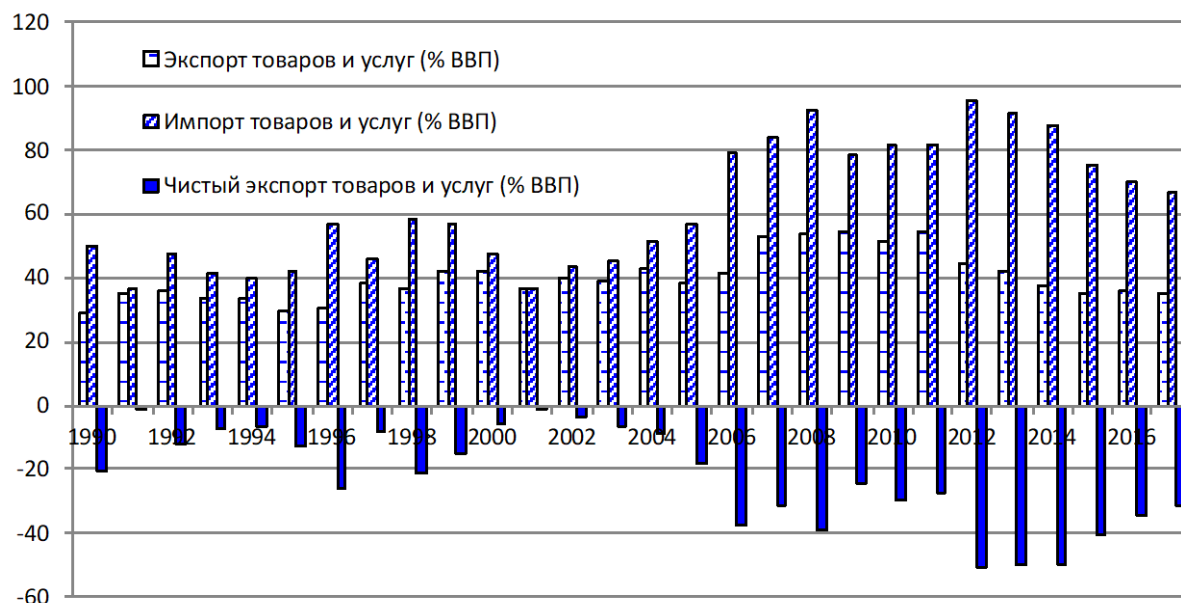 120
100
80
60
40
20
0
-20
-40
-60
Экспорт товаров и услуг (% ВВП)
Импорт товаров и услуг (% ВВП)
Чистый экспорт товаров и услуг (% ВВП)
1990 1992 1994 1996 1998 2000 2002 2004 2006 2008 2010 2012 2014 2016